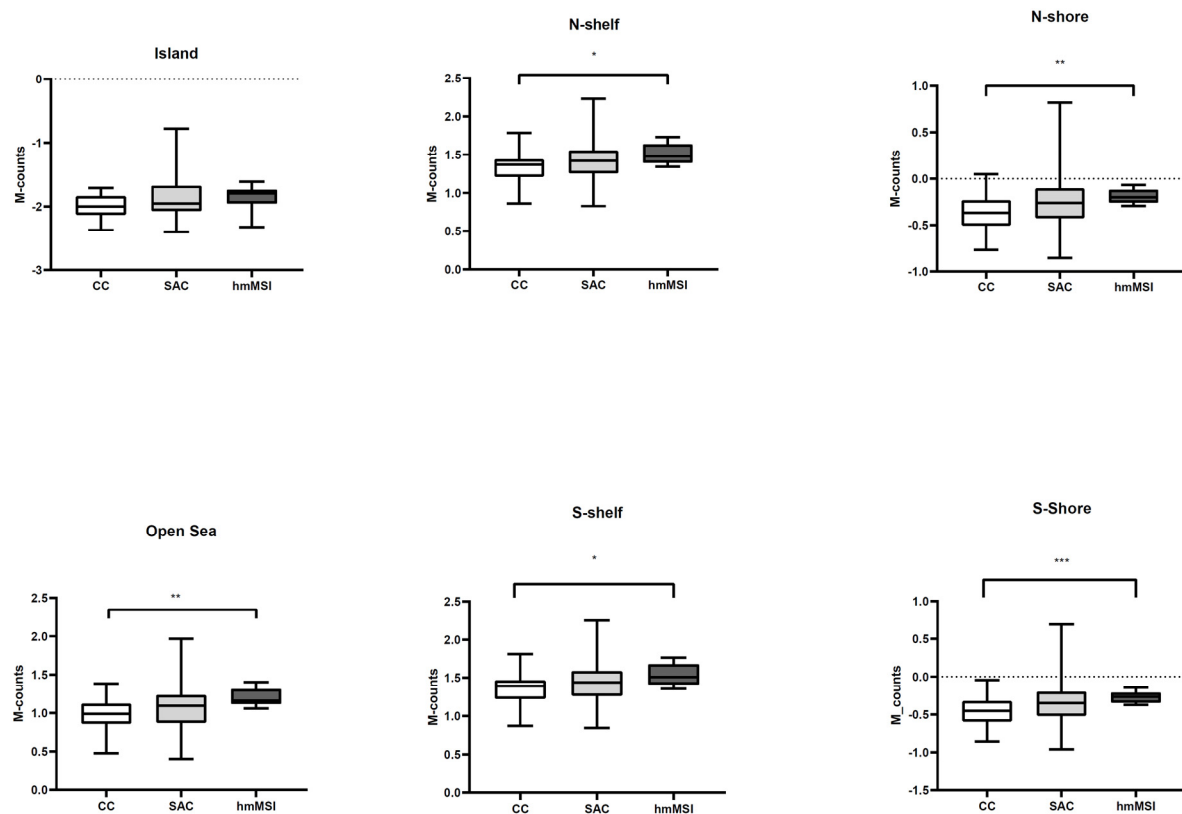 Island
0
-1
-2
-3
M-counts
CC SAC hmMSI
N-shelf
*
2.5
2.0
1.5
1.0
0.5
0.0
M-counts
CC SAC hmMSI
N-shore
**
1.0
0.5
0.0
-0.5
-1.0
M-counts
CC SAC hmMSI
Open Sea
**
2.5
2.0
1.5
1.0
0.5
0.0
M-counts
CC SAC hmMSI
S-shelf
*
2.5
2.0
1.5
1.0
0.5
0.0
M-counts
CC SAC hmMSI
S-Shore
***
1.0
0.5
0.0
-0.5
-1.0
-1.5
M_counts
CC SAC hmMSI